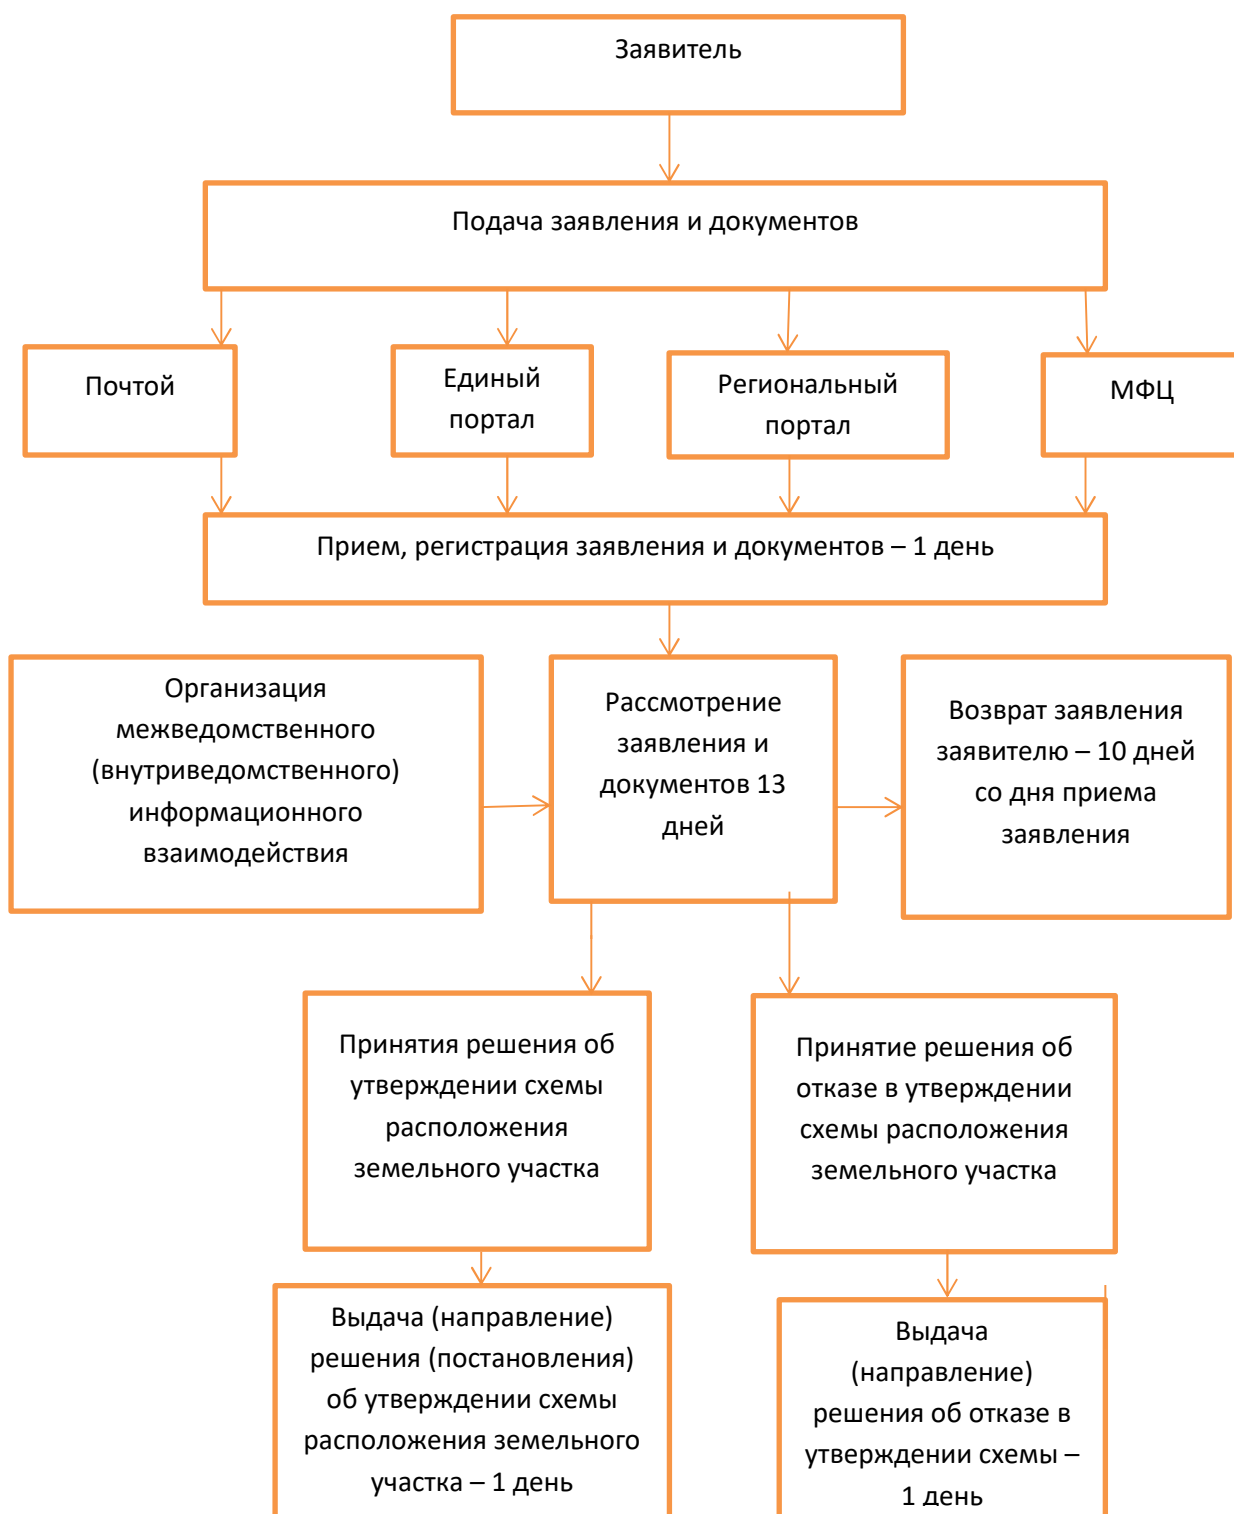 Заявитель
Подача заявления и документов
Почтой
Единый
портал
Региональный
портал
МФЦ
Прием, регистрация заявления и документов – 1 день
Организация
межведомственного
(внутриведомственного)
информационного
взаимодействия
Рассмотрение
заявления и
документов 13
дней
Возврат заявления
заявителю – 10 дней
со дня приема
заявления
Принятия решения об
утверждении схемы
расположения
земельного участка
Принятие решения об
отказе в утверждении
схемы расположения
земельного участка
Выдача (направление)
решения (постановления)
об утверждении схемы
расположения земельного
участка – 1 день
Выдача
(направление)
решения об отказе в
утверждении схемы –
1 день